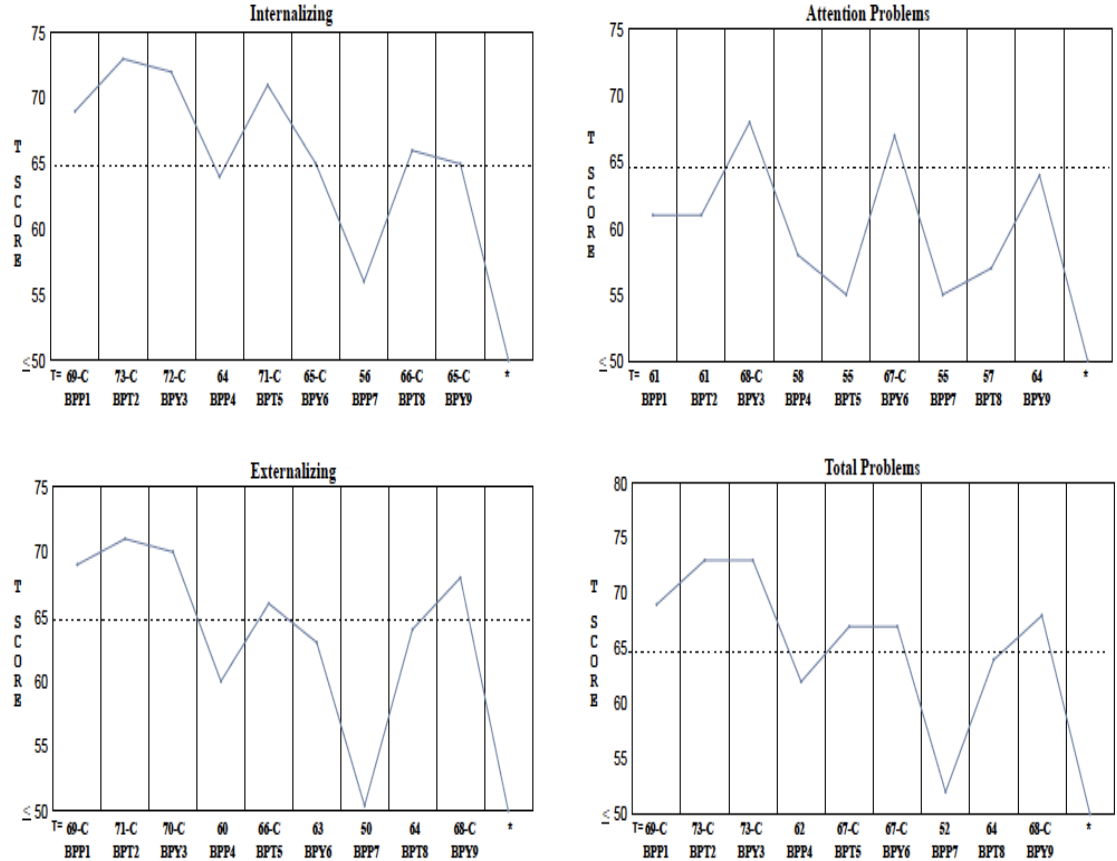 Internalizing
75
70
65
60
55
≤50
T SCORE
T= 69-C 73-C 72-C 64 71-C 65-C 56 66-C 65-C *
BPP1 BPT2 BPY3 BPP4 BPT5 BPY6 BPP7 BPT8 BPY9
Attention Problems
75
70
65
60
55
≤50
T SCORE
T= 61 61 68-C 58 55 67-C 55 57 64 *
BPP1 BPT2 BPY3 BPP4 BPT5 BPY6 BPP7 BPT8 BPY9
Externalizing
75
70
65
60
55
≤50
T SCORE
T= 69-C 71-C 70-C 60 66-C 63 50 64 68-C *
BPP1 BPT2 BPY3 BPP4 BPT5 BPY6 BPP7 BPT8 BPY9
Total Problems
80
75
70
65
60
55
≤50
T SCORE
T= 69-C 73-C 73-C 62 67-C 67-C 52 64 68-C *
BPP1 BPT2 BPY3 BPP4 BPT5 BPY6 BPP7 BPT8 BPY9